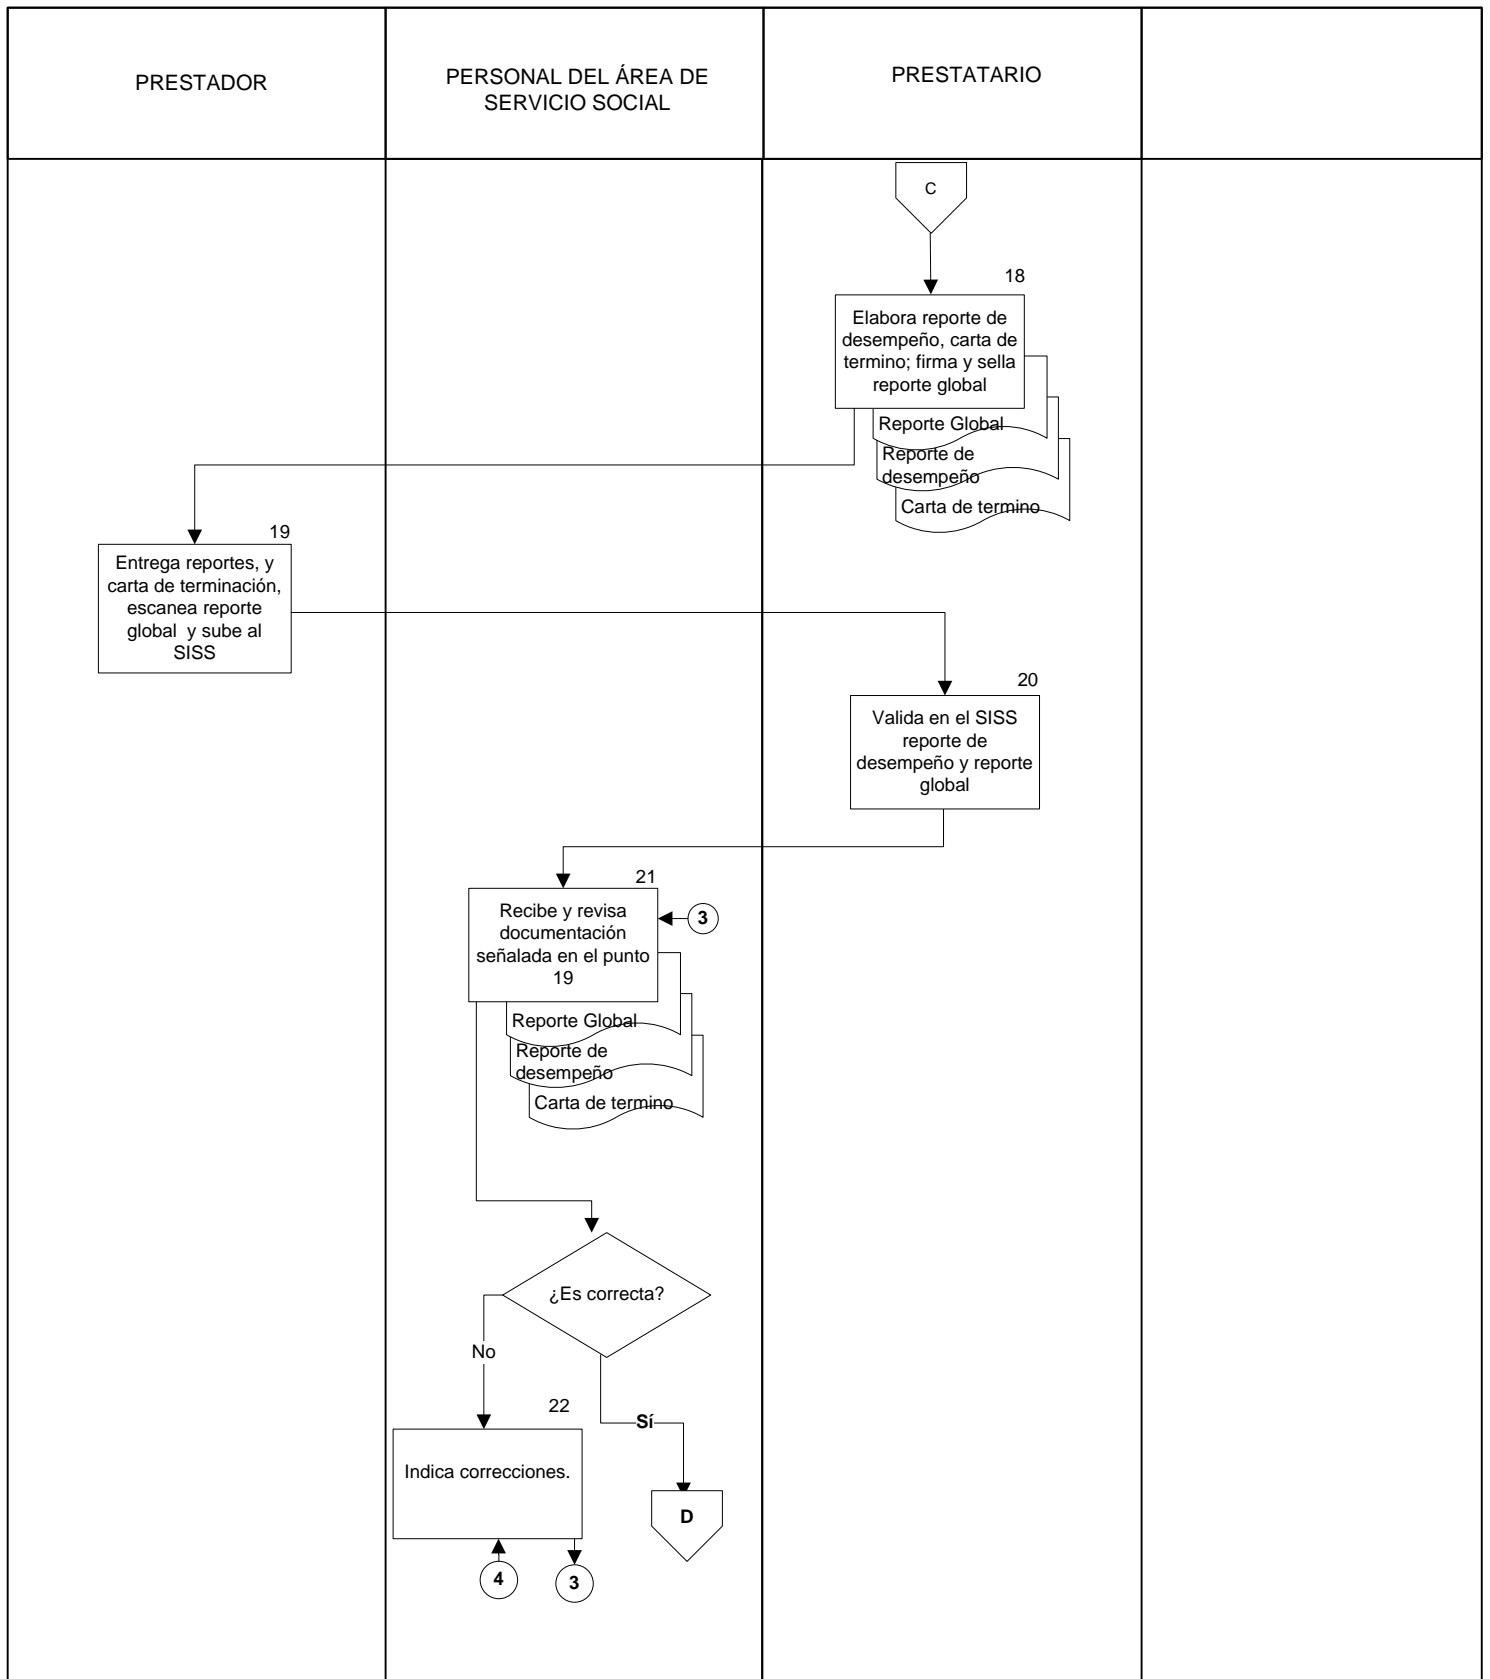 PRESTADOR
PERSONAL DEL ÁREA DE
SERVICIO SOCIAL
PRESTATARIO
C
18
Elabora reporte de
desempeño, carta de
termino; firma y sella
reporte global
Reporte Global
Reporte de
desempeño
Carta de termino
19
Entrega reportes, y
carta de terminación,
escanea reporte
global y sube al
SISS
20
Valida en el SISS
reporte de
desempeño y reporte
global
21
Recibe y revisa
documentación
señalada en el punto
19
3
Reporte Global
Reporte de
desempeño
Carta de termino
¿Es correcta?
No
Sí
22
Indica correcciones.
D
4
3